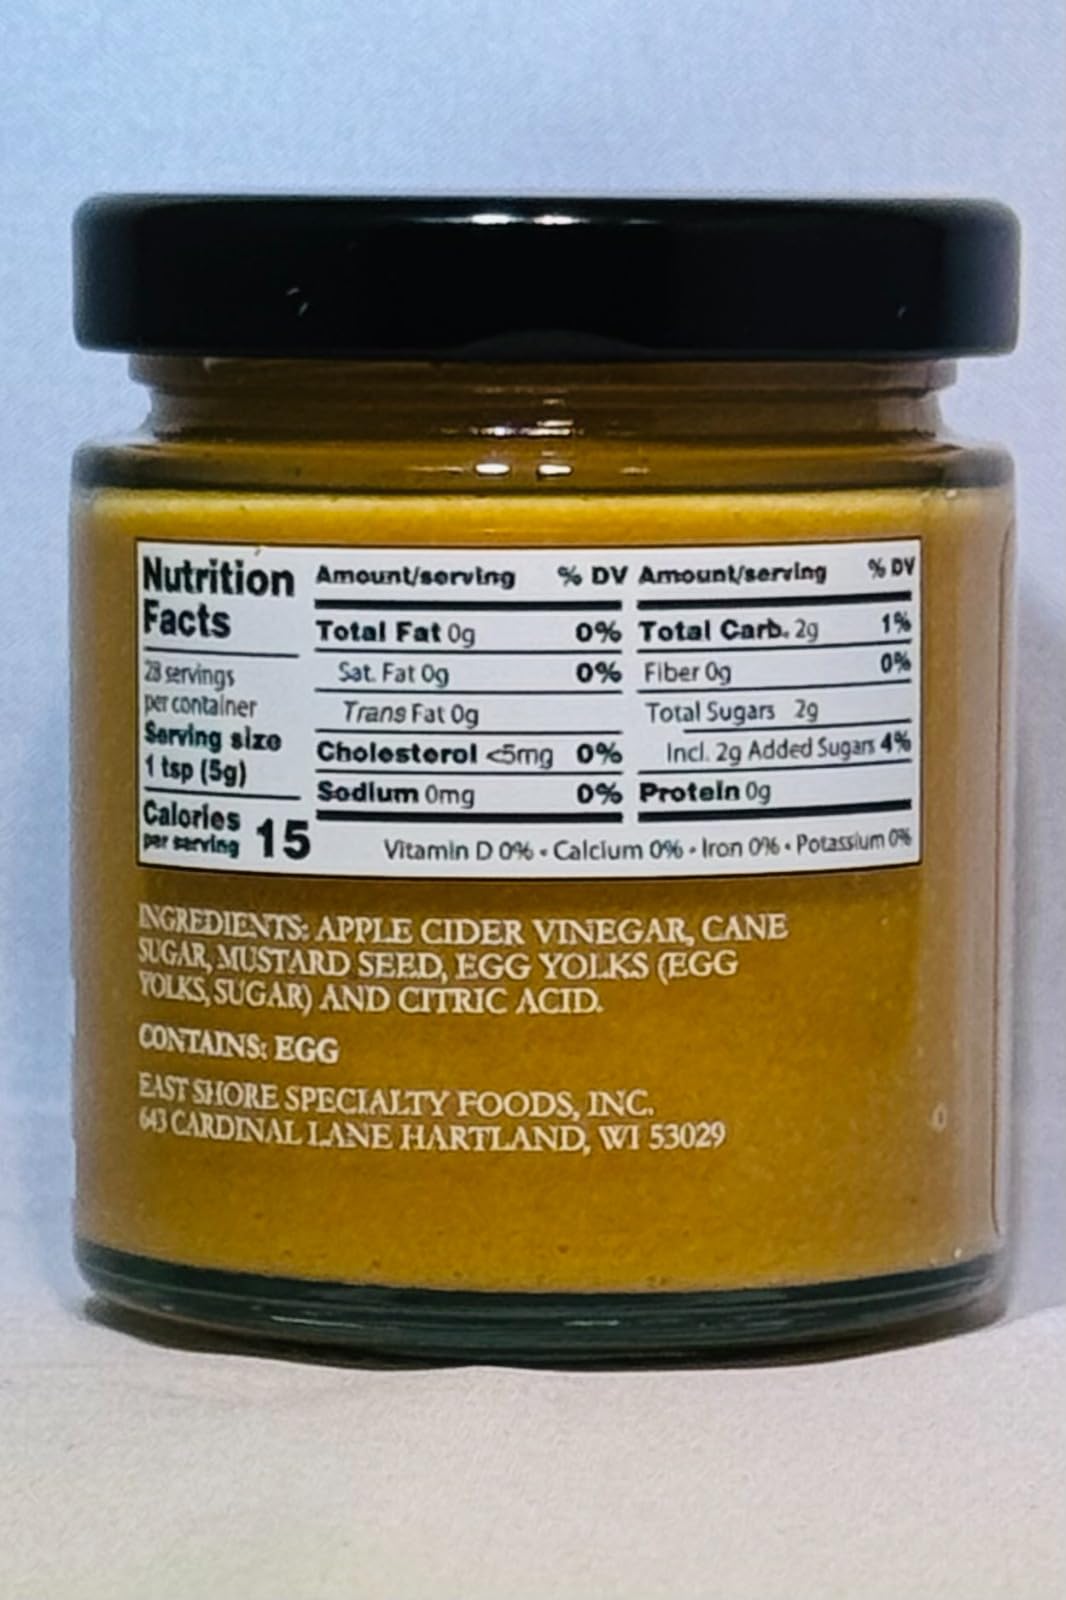 Nutrition
Facts
28 servings
per container
Serving size
1 tsp (5g)
Calories
per serving 15
Amount/serving % DV
Total Fat 0g 0%
Sat. Fat 0g 0%
Trans Fat 0g
Cholesterol <5mg 0%
Sodium 0mg 0%
Amount/serving % DV
Total Carb. 2g 1%
Fiber 0g 0%
Total Sugars 2g
Incl. 2g Added Sugars 4%
Protein 0g
Vitamin D 0% • Calcium 0% • Iron 0% • Potassium 0%
INGREDIENTS: APPLE CIDER VINEGAR, CANE
SUGAR, MUSTARD SEED, EGG YOLKS (EGG
YOLKS, SUGAR) AND CITRIC ACID.
CONTAINS: EGG
EAST SHORE SPECIALTY FOODS, INC.
643 CARDINAL LANE HARTLAND, WI 53029